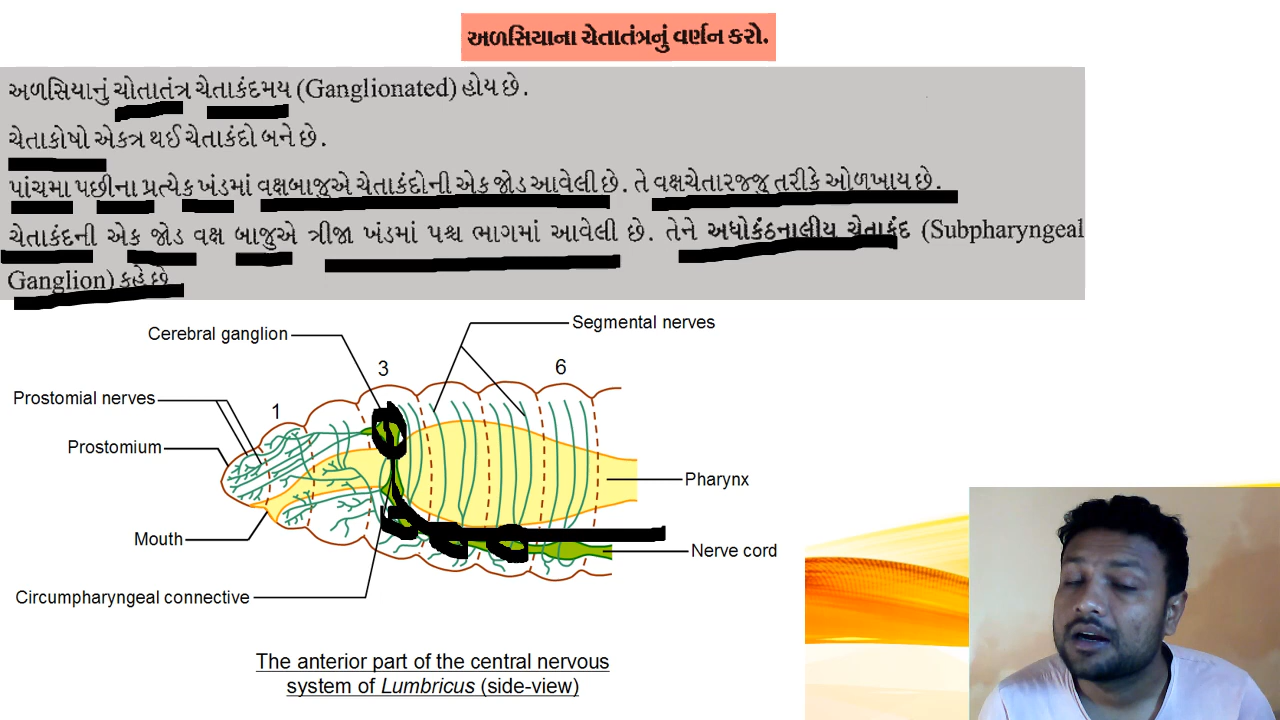 અળસિયાના ચેતાતંત્રનું વર્ણન કરો.
અળસિયાનું ચોતાતંત્ર ચેતાકંદમય (Ganglionated) હોય છે.
ચેતાકોષો એકત્ર થઈ ચેતાકંદો બને છે.
પાંચમા પછીના પ્રત્યેક ખંડમાં વક્ષબાજુએ ચેતાકંદોની એક જોડ આવેલી છે. તે વક્ષચેતારજ્જુ તરીકે ઓળખાય છે.
ચેતાકંદની એક જોડ વક્ષ બાજુએ ત્રીજા ખંડમાં પશ્ચ ભાગમાં આવેલી છે. તેને અધોકંઠનાલીય ચેતાકંદ (Subpharyngeal
Ganglion) કહે છે
Cerebral ganglion
Segmental nerves
3
6
Prostomial nerves
1
Prostomium
Pharynx
Mouth
Nerve cord
Circumpharyngeal connective
The anterior part of the central nervous
system of Lumbricus (side-view)